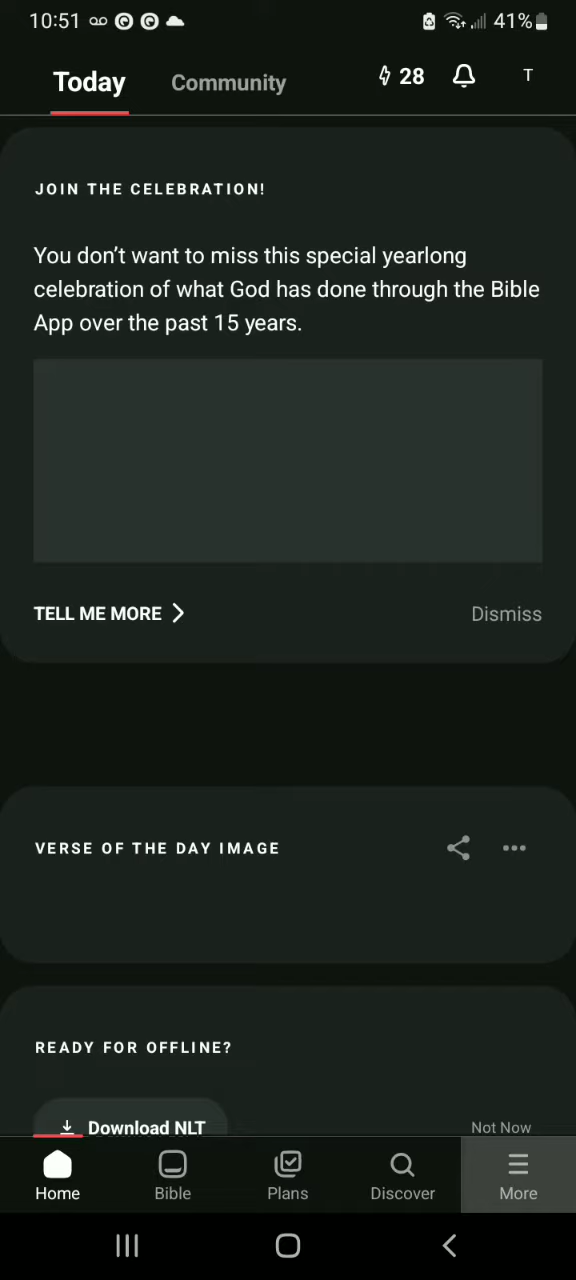 10:51
41%
Today
Community
28
T
JOIN THE CELEBRATION!
You don’t want to miss this special yearlong
celebration of what God has done through the Bible
App over the past 15 years.
TELL ME MORE
Dismiss
VERSE OF THE DAY IMAGE
READY FOR OFFLINE?
Download NLT
Not Now
Home
Bible
Plans
Discover
More